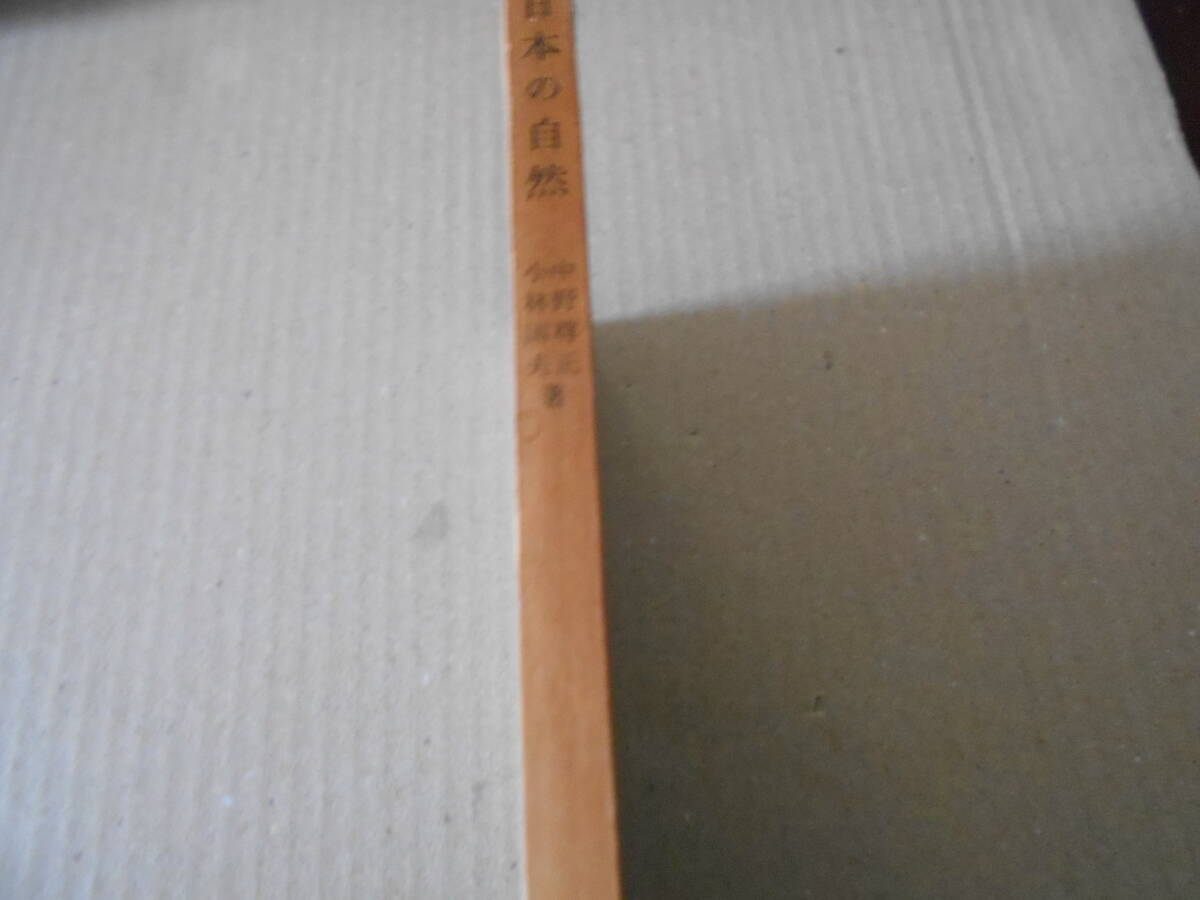 日本の自然
中野尊正
小林国夫
著